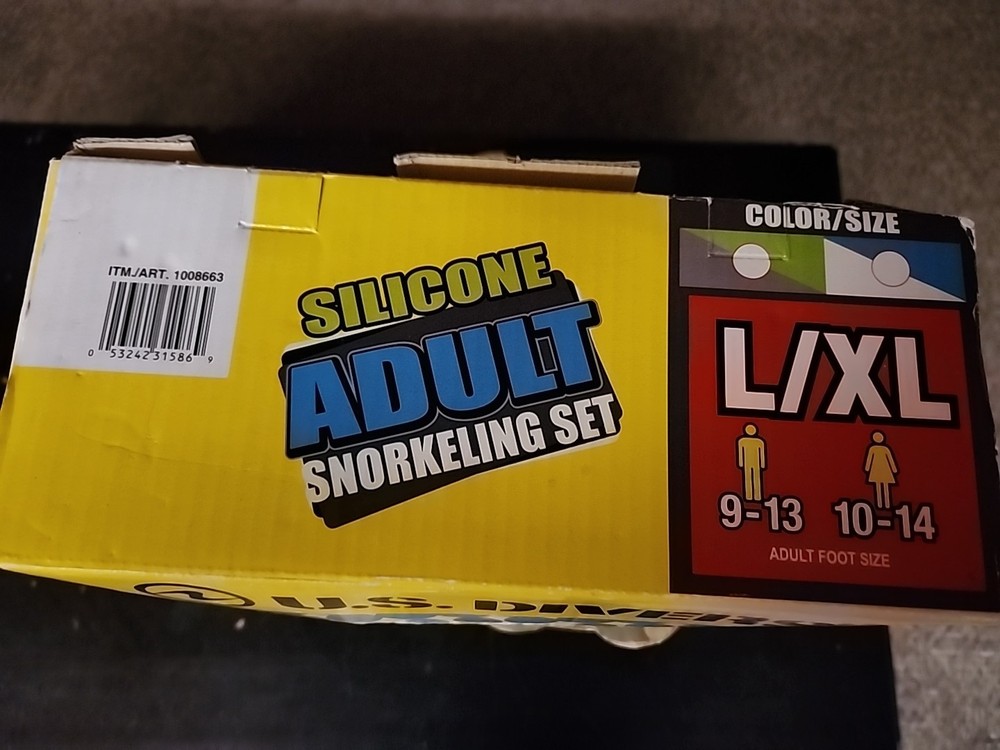 ITM./ART. 1008663
0 53242 31586 9
SILICONE
ADULT
SNORKELING SET
COLOR/SIZE
L/XL
9-13 10-14
ADULT FOOT SIZE
U.S. DIVERS